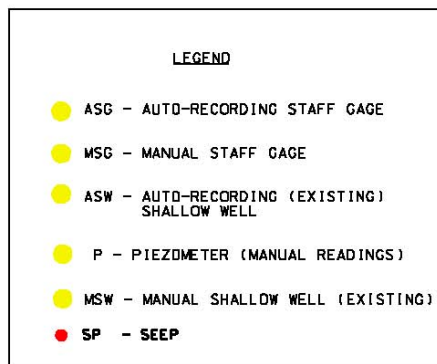 LEGEND
ASG - AUTO-RECORDING STAFF GAGE
MSG - MANUAL STAFF GAGE
ASW - AUTO-RECORDING (EXISTING)
SHALLOW WELL
P - PIEZOMETER (MANUAL READINGS)
MSW - MANUAL SHALLOW WELL (EXISTING)
SP - SEEP